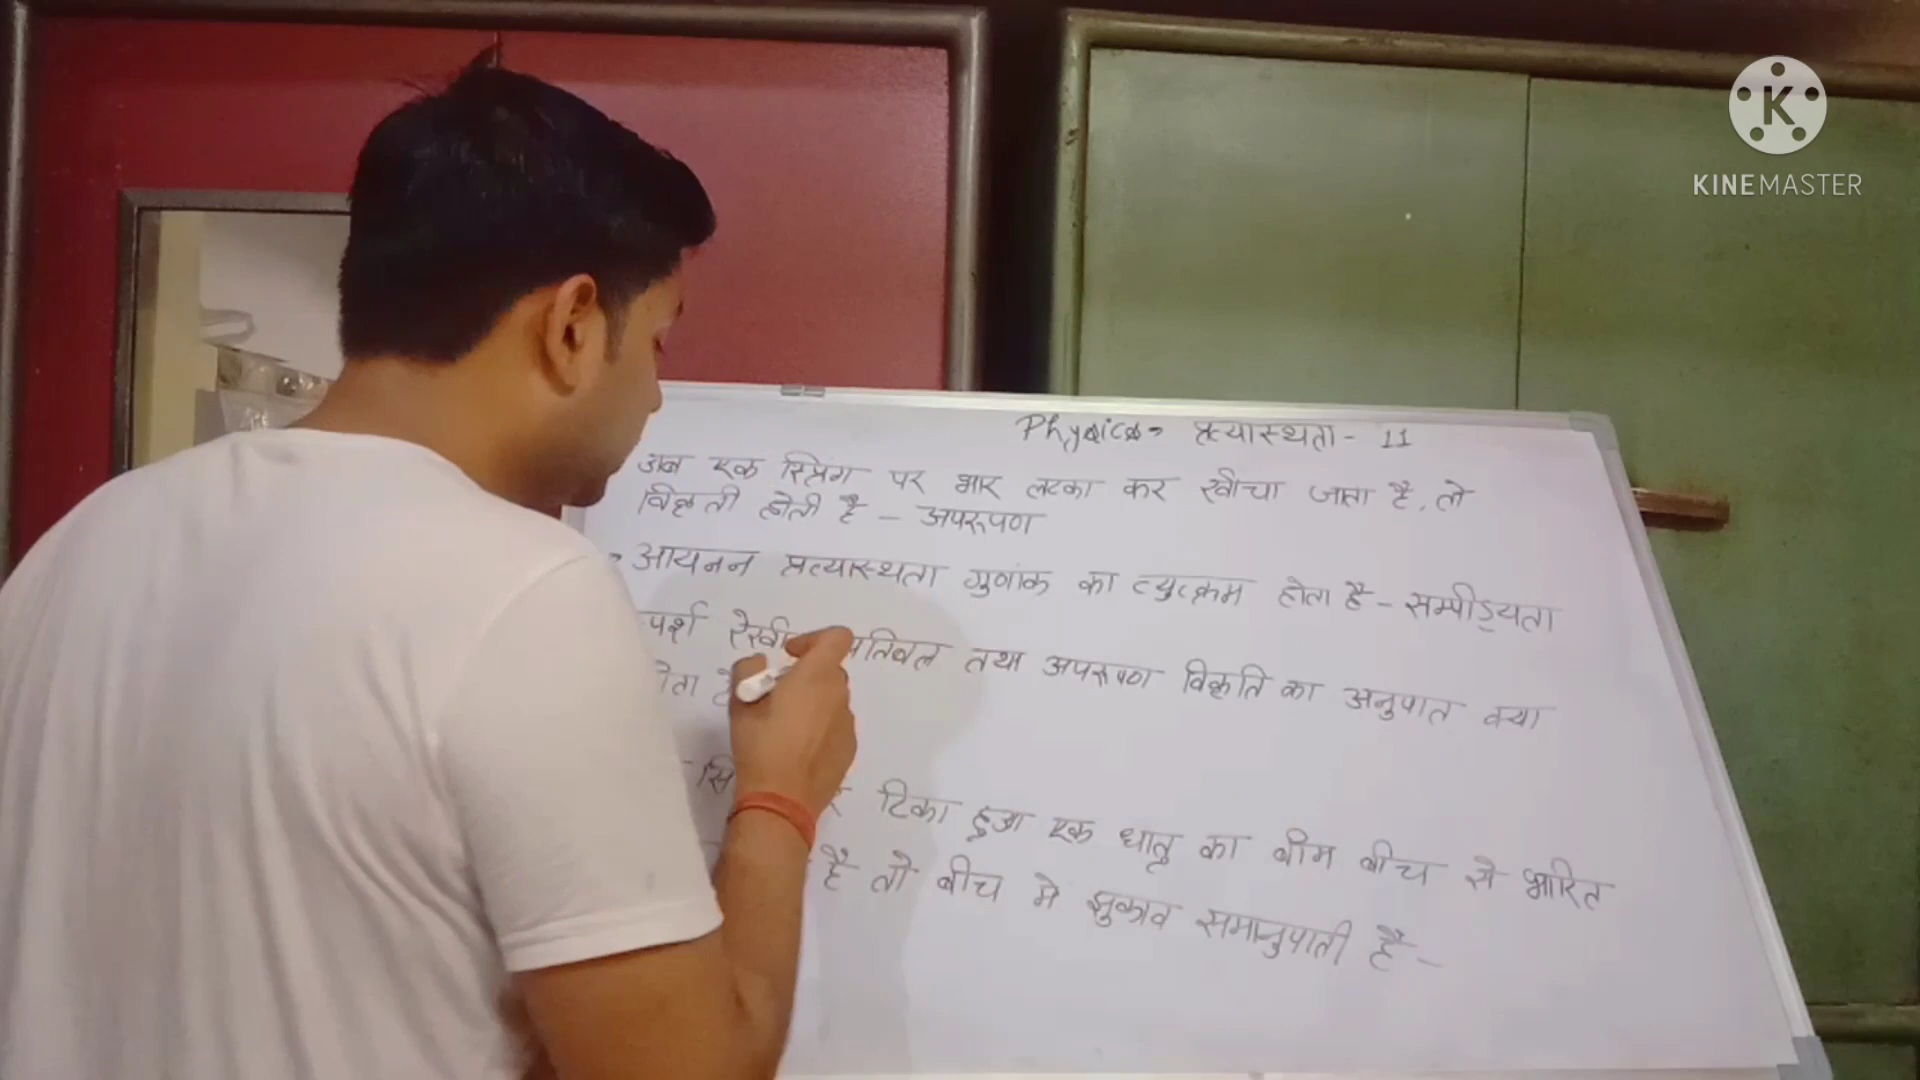 KINEMASTER
Physics → प्रत्यास्थता - 11
जब एक स्प्रिंग पर भार लटका कर खींचा जाता है, तो
विकृती होती है - अपरूपण
→ आयनन प्रत्यास्थता गुणांक का व्युत्क्रम होता है - सम्पीड्यता
पर्श रेखीय प्रतिबल तथा अपरूपण विकृति का अनुपात क्या
टिका हुआ एक धातु का बीम बीच से भारित
है तो बीच मे झुकाव समानुपाती है -